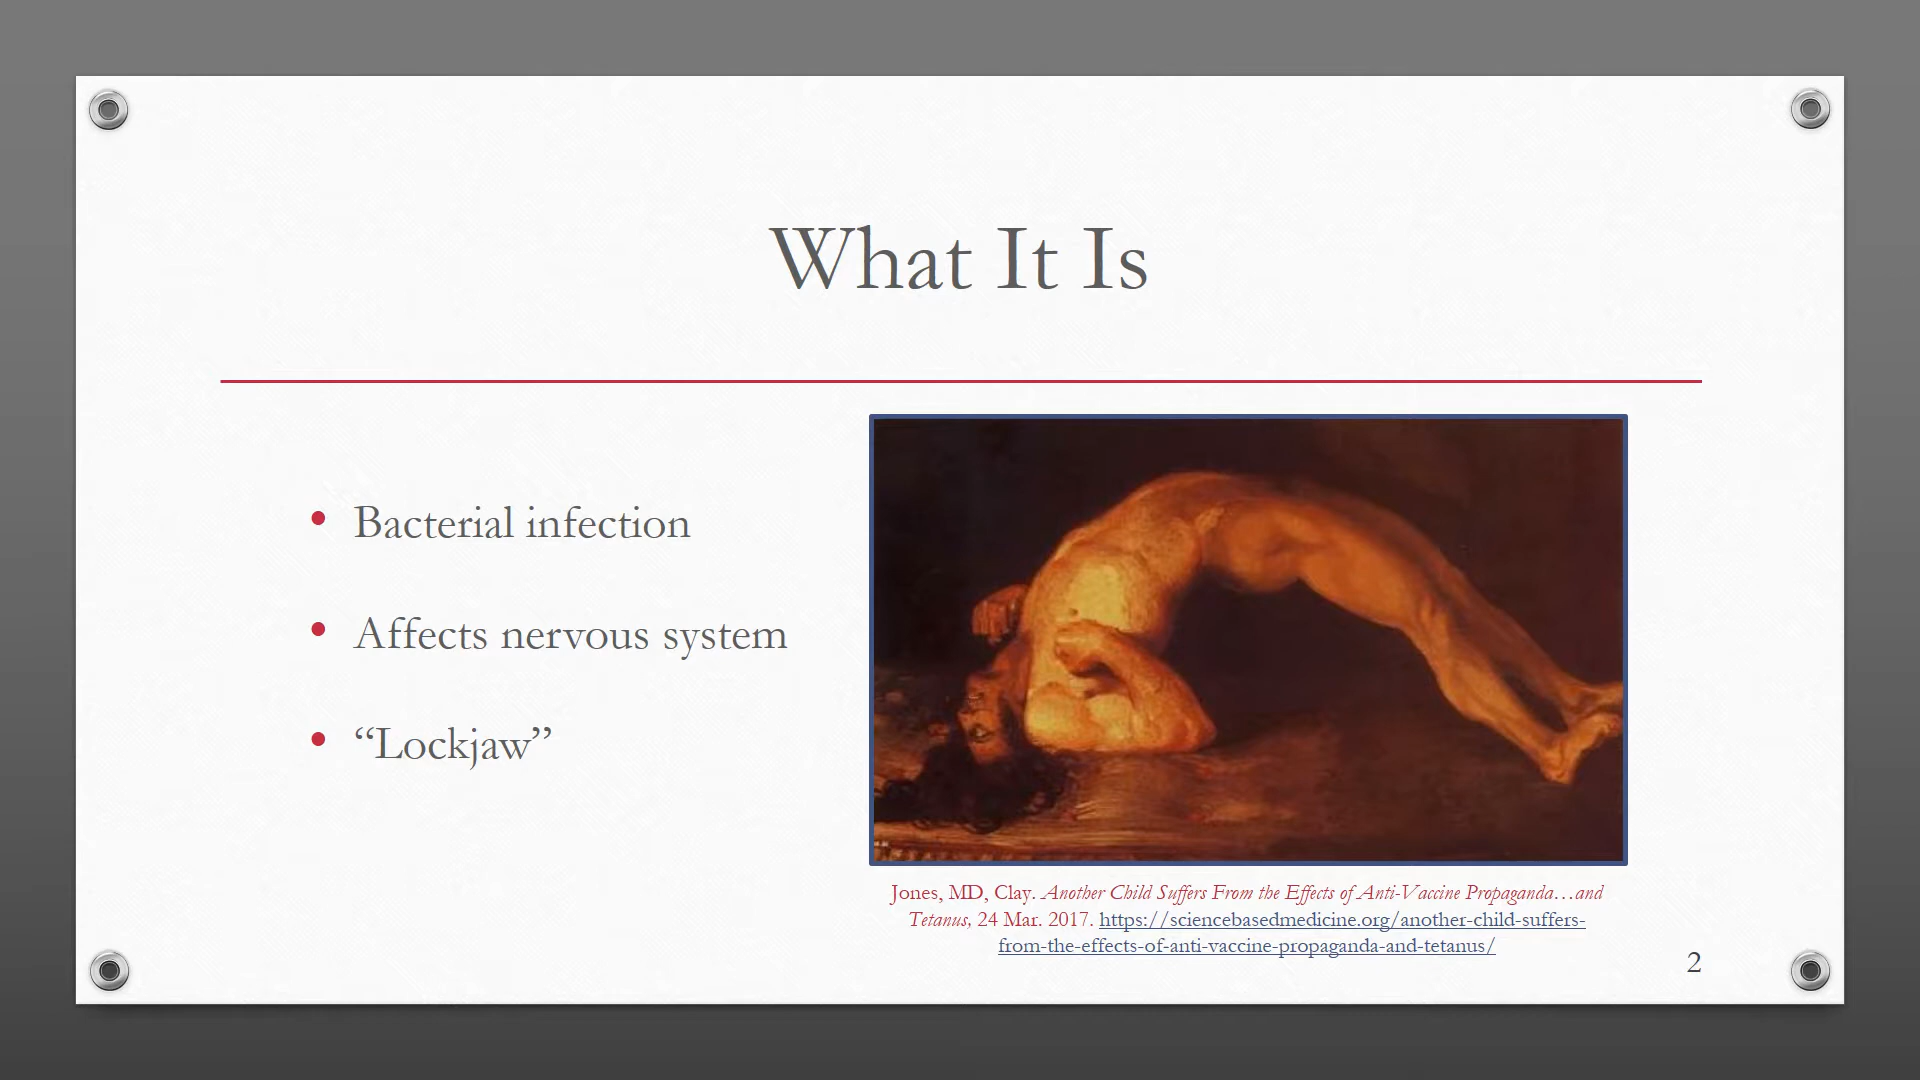 What It Is
• Bacterial infection
• Affects nervous system
• “Lockjaw”
Jones, MD, Clay. Another Child Suffers From the Effects of Anti-Vaccine Propaganda…and
Tetanus, 24 Mar. 2017. https://sciencebasedmedicine.org/another-child-suffers-
from-the-effects-of-anti-vaccine-propaganda-and-tetanus/
2